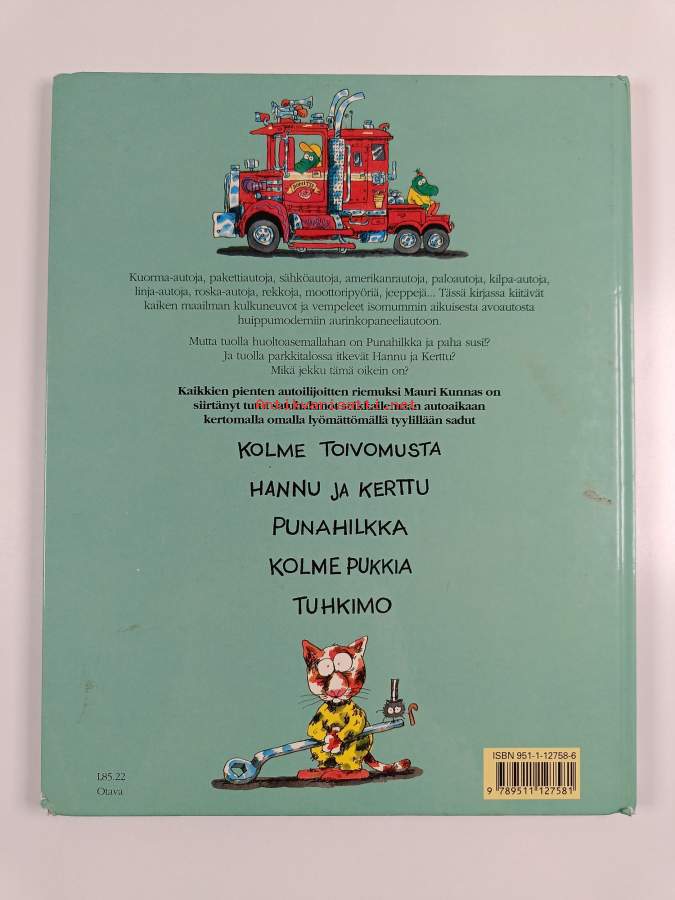 Kuorma-autoja, pakettiautoja, sähköautoja, amerikanrautoja, paloautoja, kilpa-autoja,
linja-autoja, roska-autoja, rekkoja, moottoripyöriä, jeeppejä... Tässä kirjassa kiitävät
kaiken maailman kulkuneuvot ja vempeleet isomummin aikuisesta avoautosta
huippumoderniin aurinkopaneeliautoon.
Mutta tuolla huoltoasemallahan on Punahilkka ja paha susi!?
Ja tuolla parkkitalossa itkevät Hannu ja Kerttu?
Mikä jekku tämä oikein on?
Kaikkien pienten autoilijoitten riemuksi Mauri Kunnas on
siirtänyt autoaikaan
Antikvariaatti.net
kertomalla omalla lyömättömällä tyylillään sadut
KOLME TOIVOMUSTA
HANNU JA KERTTU
PUNAHILKKA
KOLME PUKKIA
TUHKIMO
L85.22
Otava
ISBN 951-1-12758-6
9 789511 127581